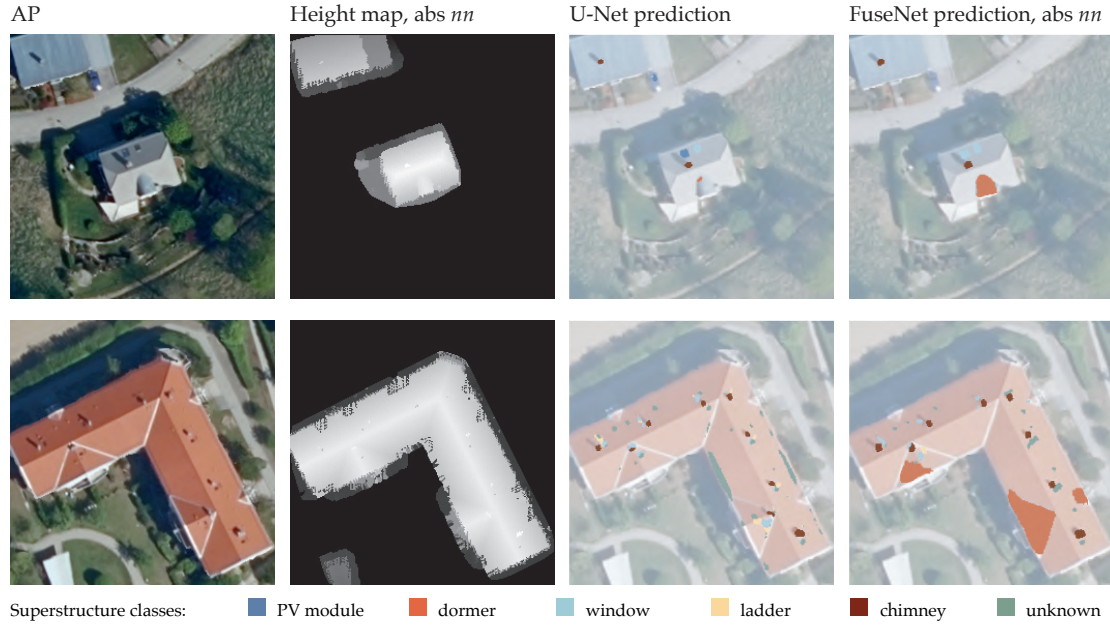 AP Height map, abs nn U-Net prediction FuseNet prediction, abs nn
Superstructure classes: PV module dormer window ladder chimney unknown